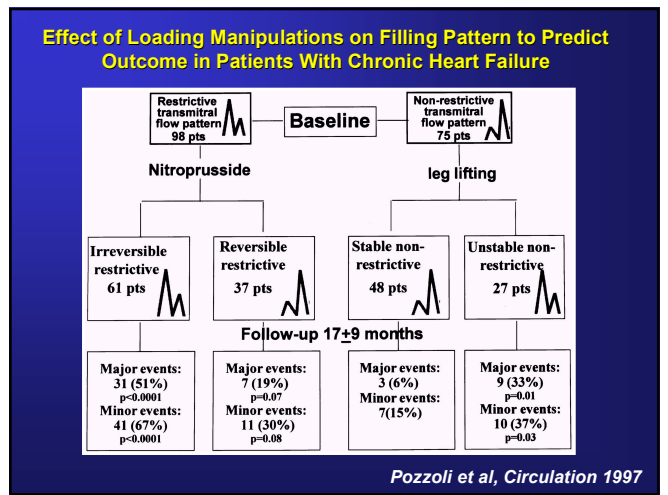 Effect of Loading Manipulations on Filling Pattern to Predict
Outcome in Patients With Chronic Heart Failure
Restrictive
transmitral
flow pattern
98 pts
Baseline
Non-restrictive
transmitral
flow pattern
75 pts
Nitroprusside
leg lifting
Irreversible
restrictive
61 pts
Reversible
restrictive
37 pts
Stable non-
restrictive
48 pts
Unstable non-
restrictive
27 pts
Follow-up 17±9 months
Major events:
31 (51%)
p<0.0001
Minor events:
41 (67%)
p<0.0001
Major events:
7 (19%)
p=0.07
Minor events:
11 (30%)
p=0.08
Major events:
3 (6%)
Minor events:
7(15%)
Major events:
9 (33%)
p=0.01
Minor events:
10 (37%)
p=0.03
Pozzoli et al, Circulation 1997